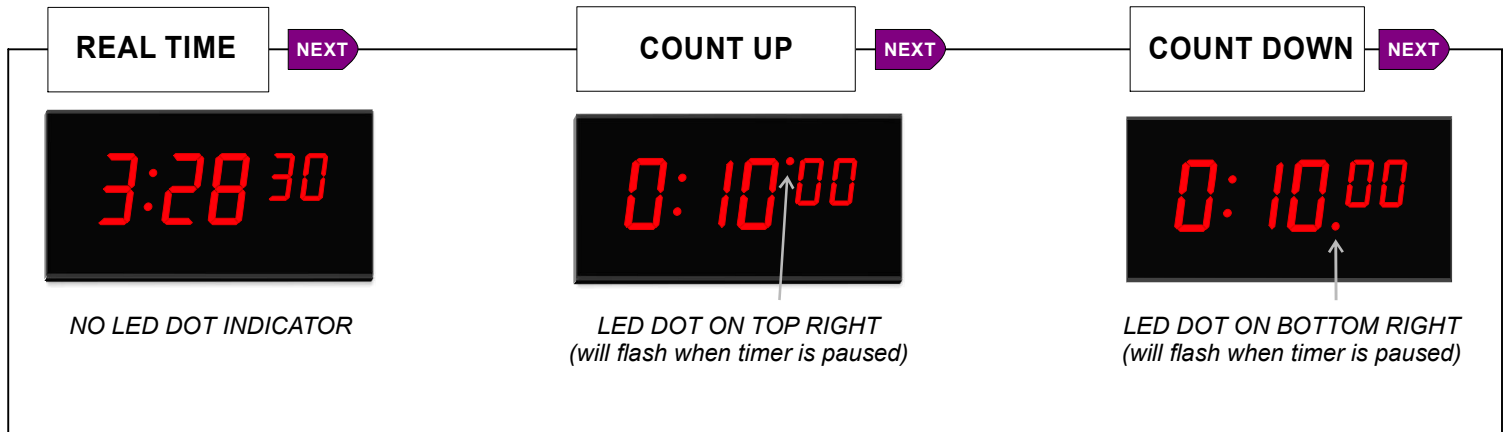 REAL TIME
NEXT
COUNT UP
NEXT
COUNT DOWN
NEXT
3:28 30
0:10:00
0:10.00
NO LED DOT INDICATOR
LED DOT ON TOP RIGHT
(will flash when timer is paused)
LED DOT ON BOTTOM RIGHT
(will flash when timer is paused)